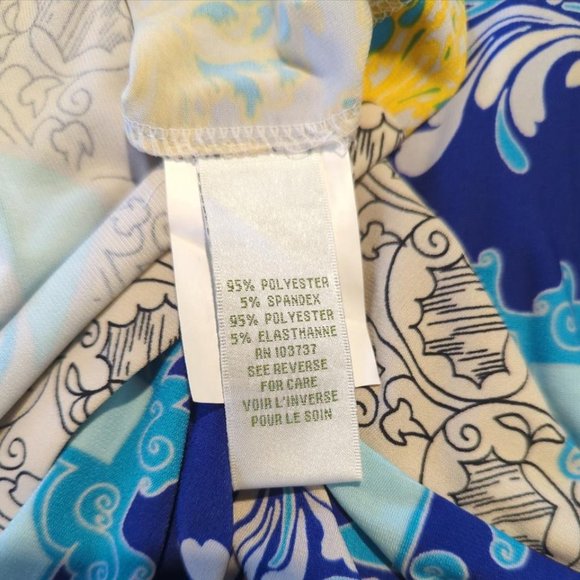 95% POLYESTER
5% SPANDEX
95% POLYESTER
5% ELASTHANNE
RN 103737
SEE REVERSE
FOR CARE
VOIR L'INVERSE
POUR LE SOIN